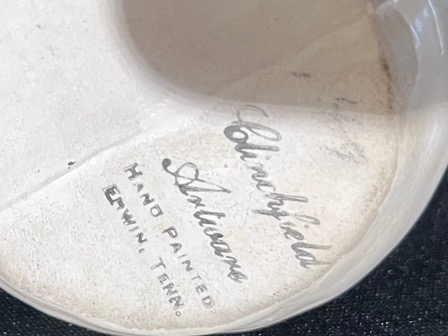 Clinchfield
Artware
HAND PAINTED
ERWIN, TENN.